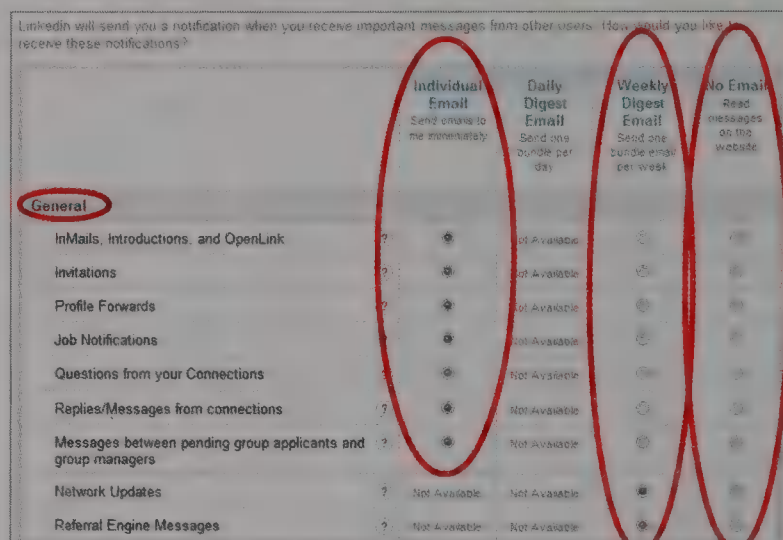 LinkedIn will send you a notification when you receive important messages from other users. How would you like to
receive these notifications?
Individual Email Send emails to me immediately
Daily Digest Email Send one bundle per day
Weekly Digest Email Send one bundle email per week
No Email Read messages on the website
General
InMails, Introductions, and OpenLink ? Not Available
Invitations ? Not Available
Profile Forwards ? Not Available
Job Notifications ? Not Available
Questions from your Connections ? Not Available
Replies/Messages from connections ? Not Available
Messages between pending group applicants and ? Not Available
group managers
Network Updates ? Not Available Not Available
Referral Engine Messages ? Not Available Not Available